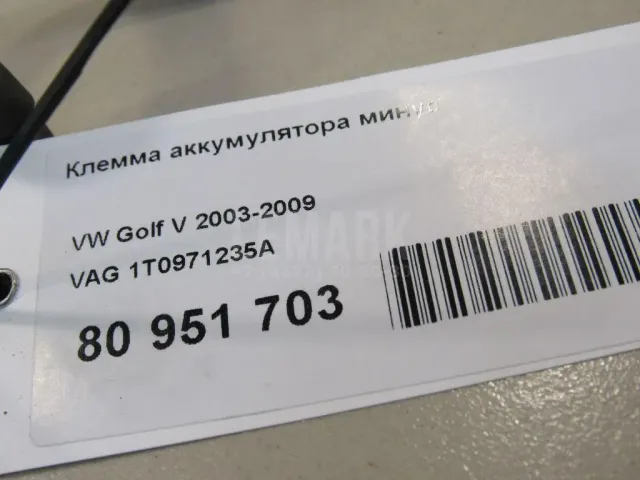 Клемма аккумулятора минус
VW Golf V 2003-2009
VAG 1T0971235A
80 951 703